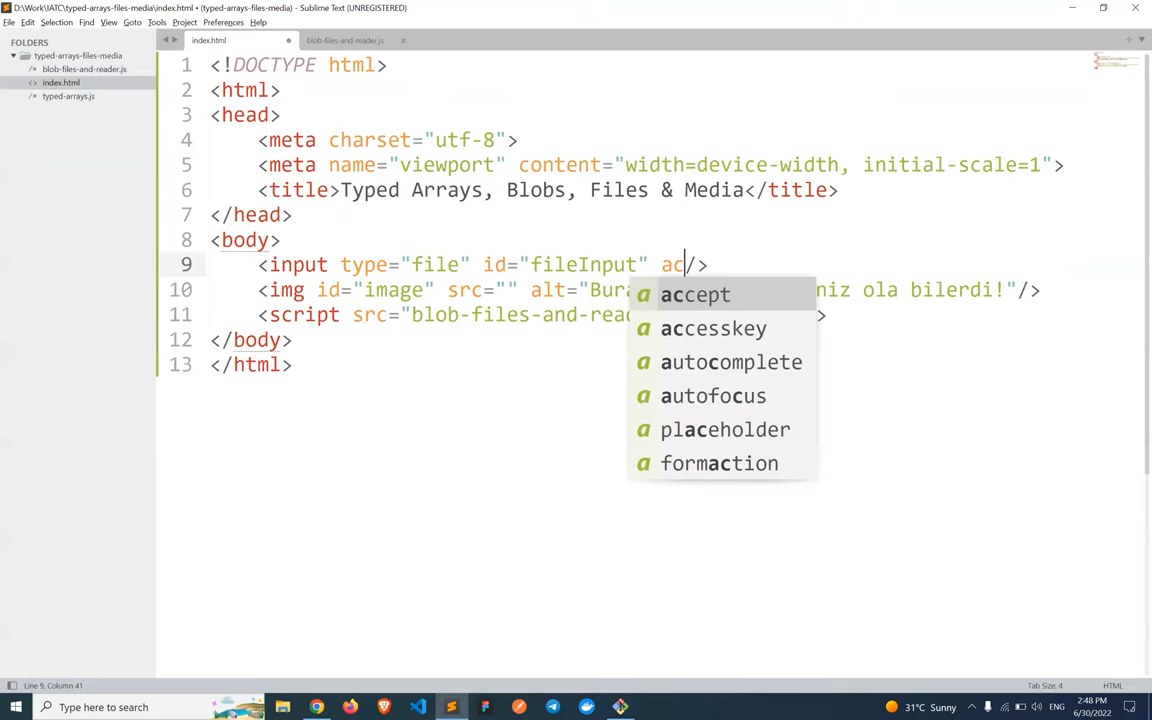 D:\Work\IATC\typed-arrays-files-media\index.html • (typed-arrays-files-media) - Sublime Text (UNREGISTERED)
File Edit Selection Find View Goto Tools Project Preferences Help
FOLDERS
typed-arrays-files-media
/* blob-files-and-reader.js
<> index.html
/* typed-arrays.js
index.html
blob-files-and-reader.js
1 <!DOCTYPE html>
2 <html>
3 <head>
4 <meta charset="utf-8">
5 <meta name="viewport" content="width=device-width, initial-scale=1">
6 <title>Typed Arrays, Blobs, Files & Media</title>
7 </head>
8 <body>
9 <input type="file" id="fileInput" ac/>
10 <img id="image" src="" alt="Bura niz ola bilerdi!"/>
11 <script src="blob-files-and-rea >
12 </body>
13 </html>
a accept
a accesskey
a autocomplete
a autofocus
a placeholder
a formaction
Line 9, Column 41
Tab Size: 4
HTML
Type here to search
31°C Sunny
ENG
2:48 PM
6/30/2022